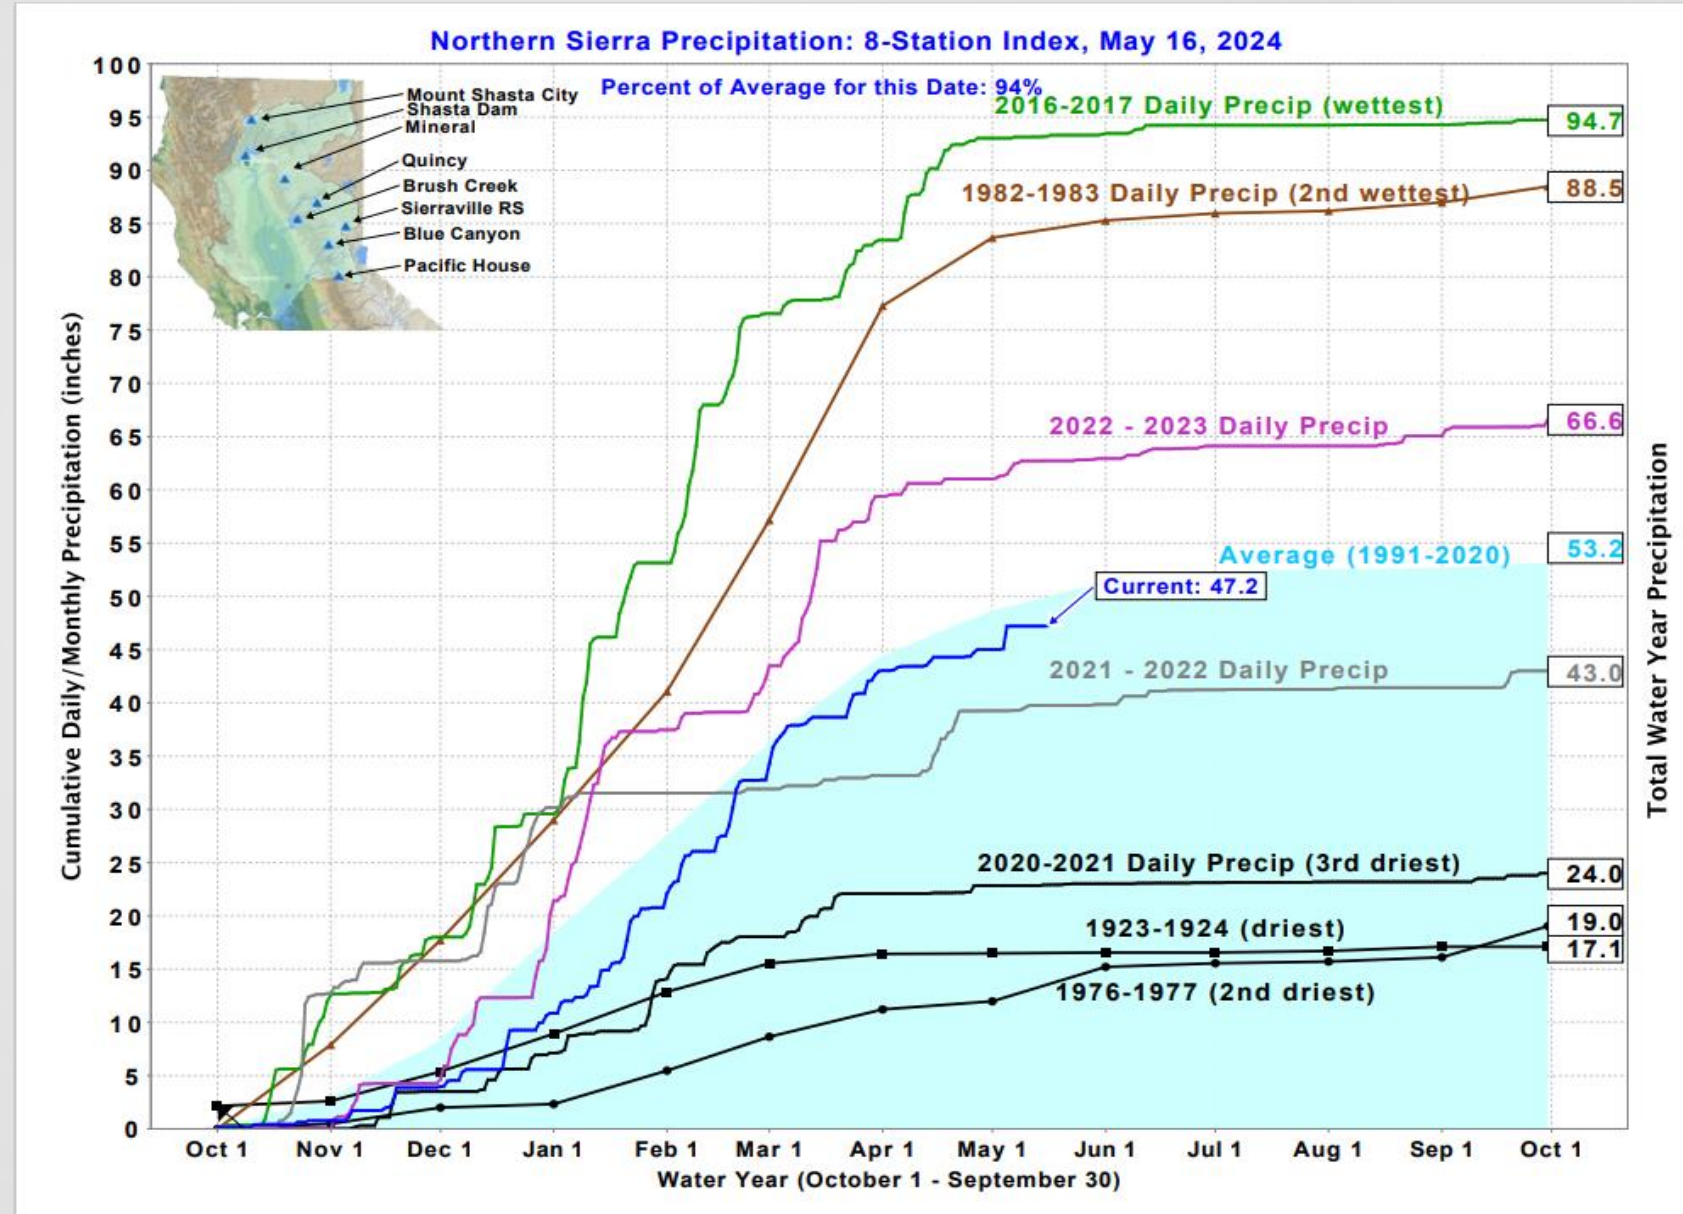 Northern Sierra Precipitation: 8-Station Index, May 16, 2024
Percent of Average for this Date: 94%
Mount Shasta City
Shasta Dam
Mineral
Quincy
Brush Creek
Sierraville RS
Blue Canyon
Pacific House
2016-2017 Daily Precip (wettest)
94.7
1982-1983 Daily Precip (2nd wettest)
88.5
2022 - 2023 Daily Precip
66.6
Average (1991-2020)
53.2
Current: 47.2
2021 - 2022 Daily Precip
43.0
2020-2021 Daily Precip (3rd driest)
24.0
1923-1924 (driest)
19.0
17.1
1976-1977 (2nd driest)
Cumulative Daily/Monthly Precipitation (inches)
100
95
90
85
80
75
70
65
60
55
50
45
40
35
30
25
20
15
10
5
0
Total Water Year Precipitation
Oct 1 Nov 1 Dec 1 Jan 1 Feb 1 Mar 1 Apr 1 May 1 Jun 1 Jul 1 Aug 1 Sep 1 Oct 1
Water Year (October 1 - September 30)